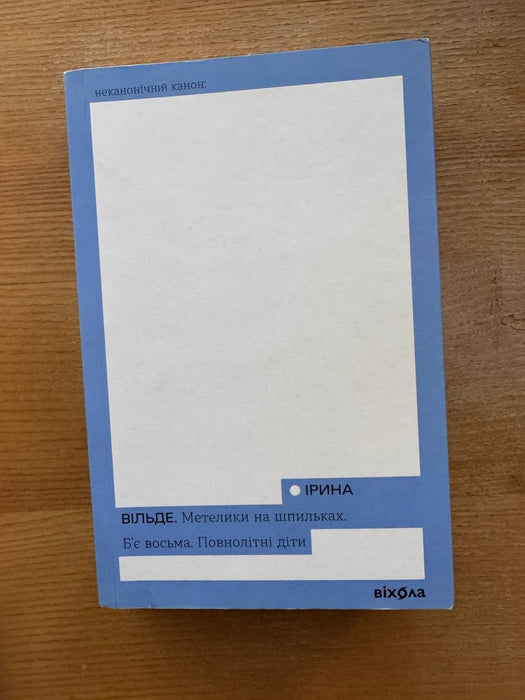 неканонічний канон:
ІРИНА
ВІЛЬДЕ. Метелики на шпильках.
Б'є восьма. Повнолітні діти
віхола